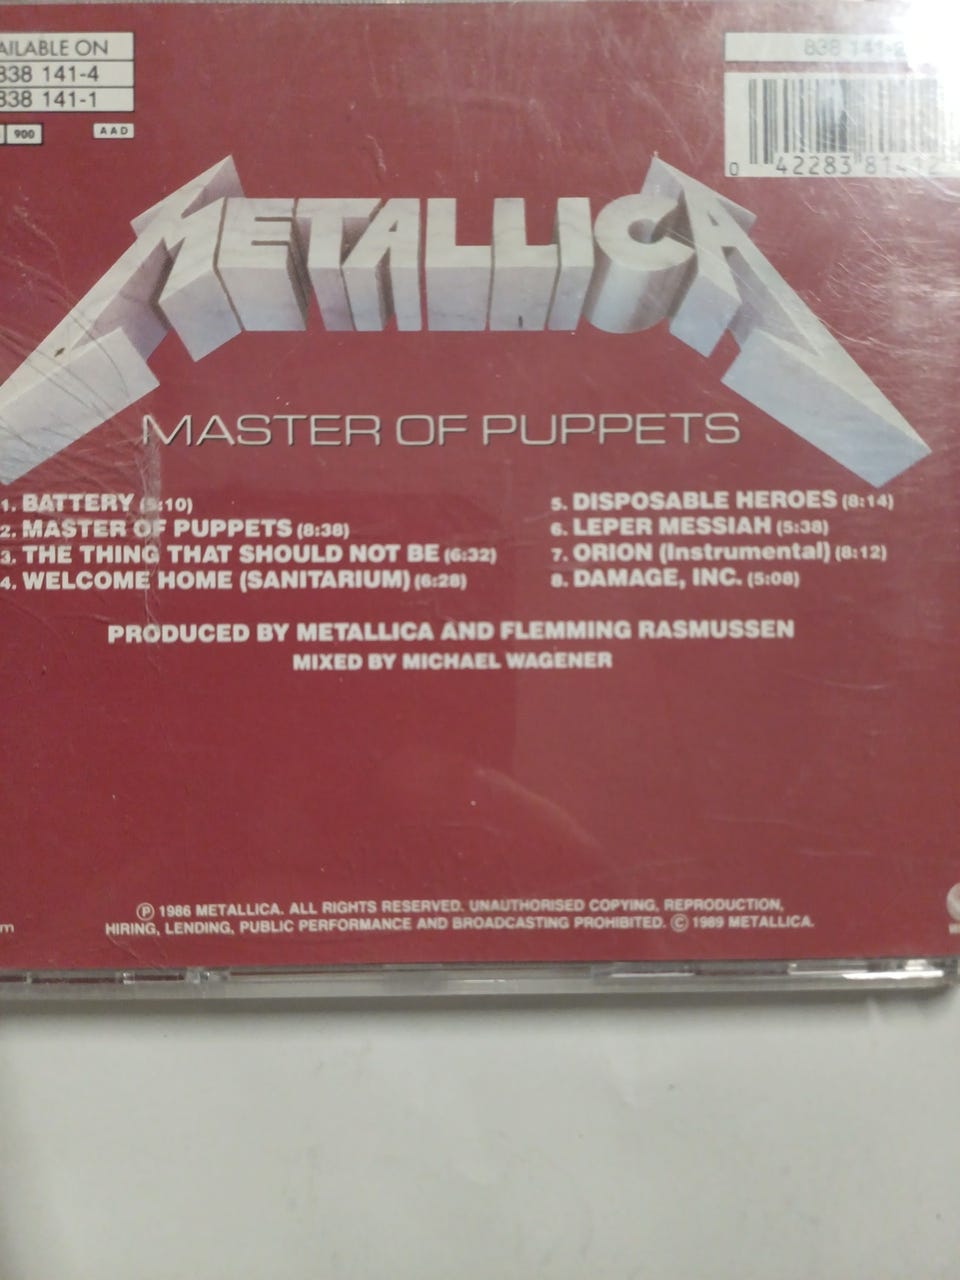 AILABLE ON
838 141-4
838 141-1
900
AAD
838 141-2
0 42283 81412
METALLICA
MASTER OF PUPPETS
1. BATTERY (5:10)
2. MASTER OF PUPPETS (8:38)
3. THE THING THAT SHOULD NOT BE (6:32)
4. WELCOME HOME (SANITARIUM) (6:28)
5. DISPOSABLE HEROES (8:14)
6. LEPER MESSIAH (5:38)
7. ORION (Instrumental) (8:12)
8. DAMAGE, INC. (5:08)
PRODUCED BY METALLICA AND FLEMMING RASMUSSEN
MIXED BY MICHAEL WAGENER
Ⓟ 1986 METALLICA. ALL RIGHTS RESERVED. UNAUTHORISED COPYING, REPRODUCTION,
HIRING, LENDING, PUBLIC PERFORMANCE AND BROADCASTING PROHIBITED. © 1989 METALLICA.